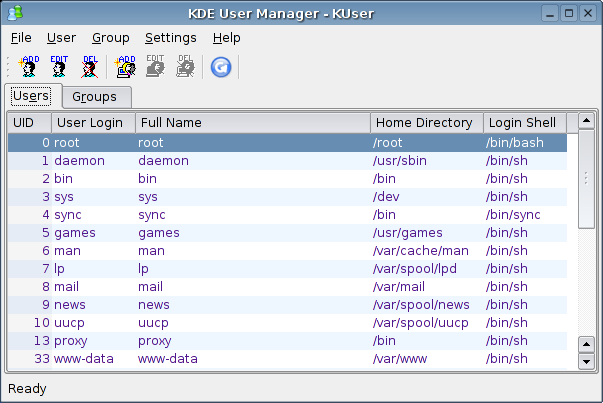 KDE User Manager - KUser
File User Group Settings Help
ADD EDIT DEL ADD EDIT DEL
Users Groups
UID User Login Full Name Home Directory Login Shell
0 root root /root /bin/bash
1 daemon daemon /usr/sbin /bin/sh
2 bin bin /bin /bin/sh
3 sys sys /dev /bin/sh
4 sync sync /bin /bin/sync
5 games games /usr/games /bin/sh
6 man man /var/cache/man /bin/sh
7 lp lp /var/spool/lpd /bin/sh
8 mail mail /var/mail /bin/sh
9 news news /var/spool/news /bin/sh
10 uucp uucp /var/spool/uucp /bin/sh
13 proxy proxy /bin /bin/sh
33 www-data www-data /var/www /bin/sh
Ready